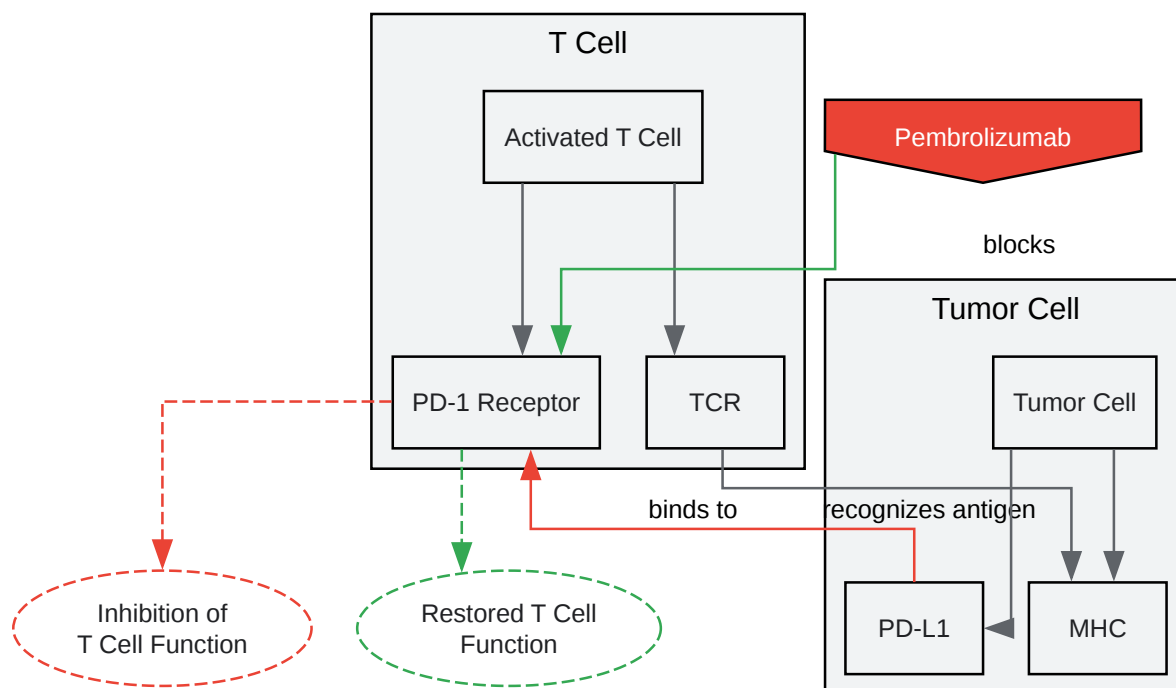 T Cell
Activated T Cell
Pembrolizumab
blocks
Tumor Cell
PD-1 Receptor
TCR
Tumor Cell
binds to
recognizes antigen
Inhibition of
T Cell Function
Restored T Cell
Function
PD-L1
MHC